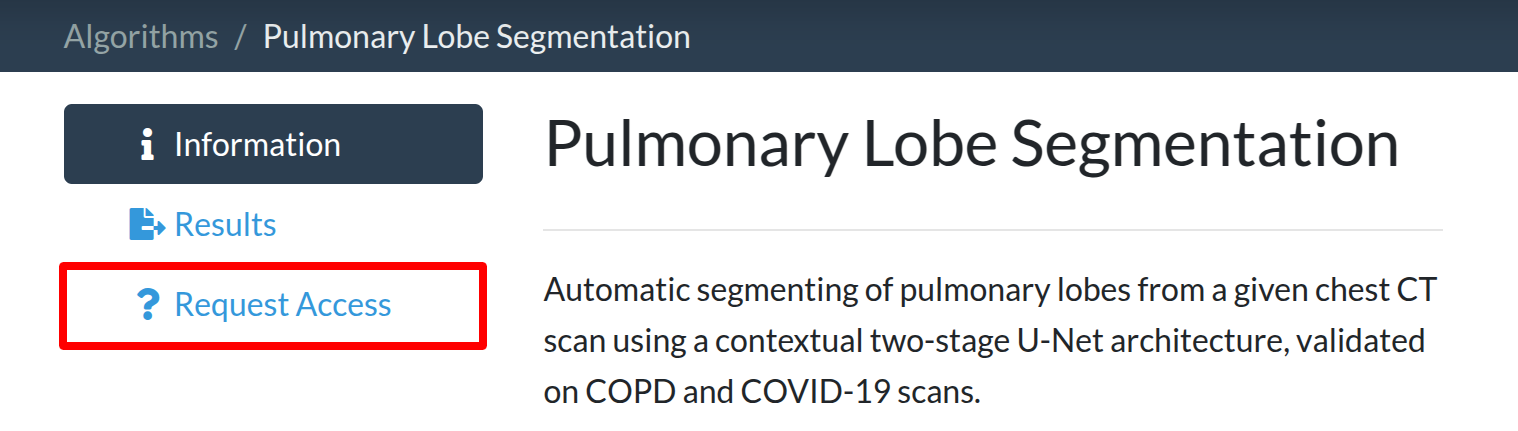 Algorithms / Pulmonary Lobe Segmentation
Information
Results
Request Access
Pulmonary Lobe Segmentation
Automatic segmenting of pulmonary lobes from a given chest CT
scan using a contextual two-stage U-Net architecture, validated
on COPD and COVID-19 scans.